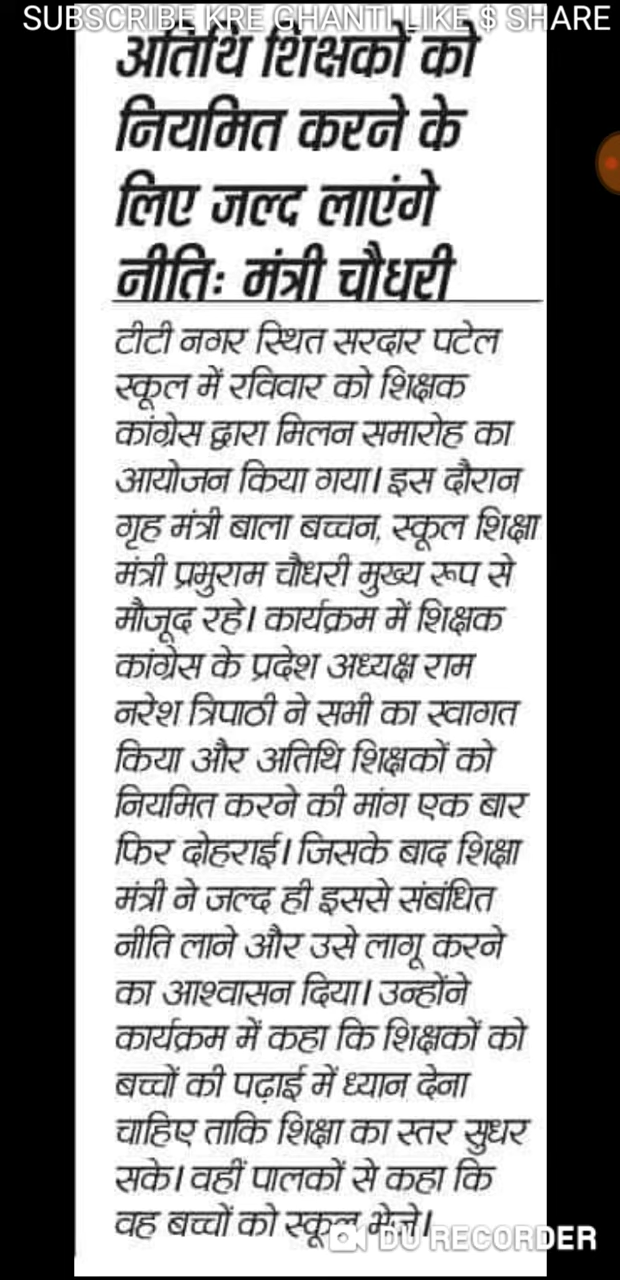 SUBSCRIBE KRE GHANTI LIKE $ SHARE
अतिथि शिक्षकों को
नियमित करने के
लिए जल्द लाएंगे
नीतिः मंत्री चौधरी
टीटी नगर स्थित सरदार पटेल
स्कूल में रविवार को शिक्षक
कांग्रेस द्वारा मिलन समारोह का
आयोजन किया गया। इस दौरान
गृह मंत्री बाला बच्चन, स्कूल शिक्षा
मंत्री प्रभुराम चौधरी मुख्य रूप से
मौजूद रहे। कार्यक्रम में शिक्षक
कांग्रेस के प्रदेश अध्यक्ष राम
नरेश त्रिपाठी ने सभी का स्वागत
किया और अतिथि शिक्षकों को
नियमित करने की मांग एक बार
फिर दोहराई। जिसके बाद शिक्षा
मंत्री ने जल्द ही इससे संबंधित
नीति लाने और उसे लागू करने
का आश्वासन दिया। उन्होंने
कार्यक्रम में कहा कि शिक्षकों को
बच्चों की पढ़ाई में ध्यान देना
चाहिए ताकि शिक्षा का स्तर सुधर
सके। वहीं पालकों से कहा कि
वह बच्चों को स्कूल भेजे।
DU RECORDER